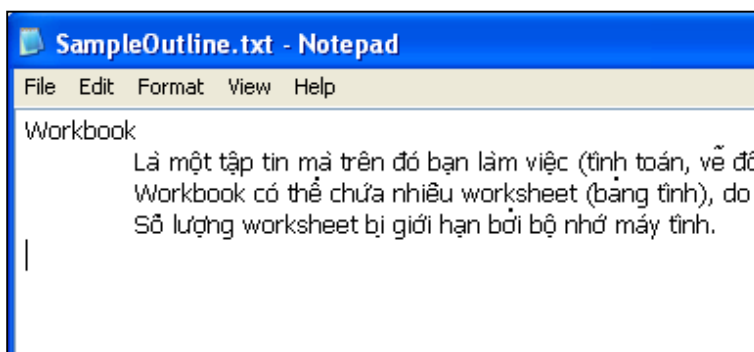 SampleOutline.txt - Notepad
File Edit Format View Help
Workbook
Là một tập tin mà trên đó bạn làm việc (tính toán, vẽ
Workbook có thể chứa nhiều worksheet (bảng tính), do
Số lượng worksheet bị giới hạn bởi bộ nhớ máy tính.